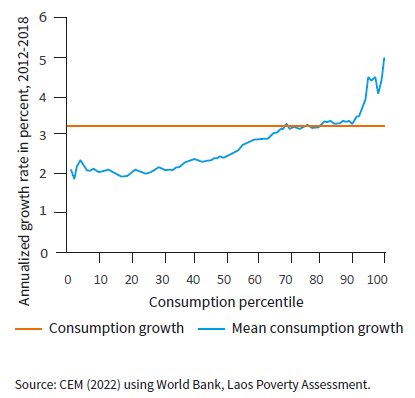 Annualized growth rate in percent, 2012-2018
6
5
4
3
2
1
0
0 10 20 30 40 50 60 70 80 90 100
Consumption percentile
Consumption growth Mean consumption growth
Source: CEM (2022) using World Bank, Laos Poverty Assessment.